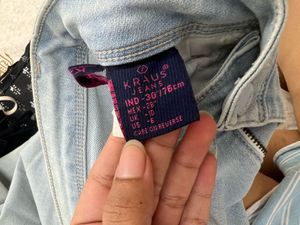 KRAUS
JEANS
IND-30/76cm
MEX-28
UK-10
US-6
CARE ON REVERSE